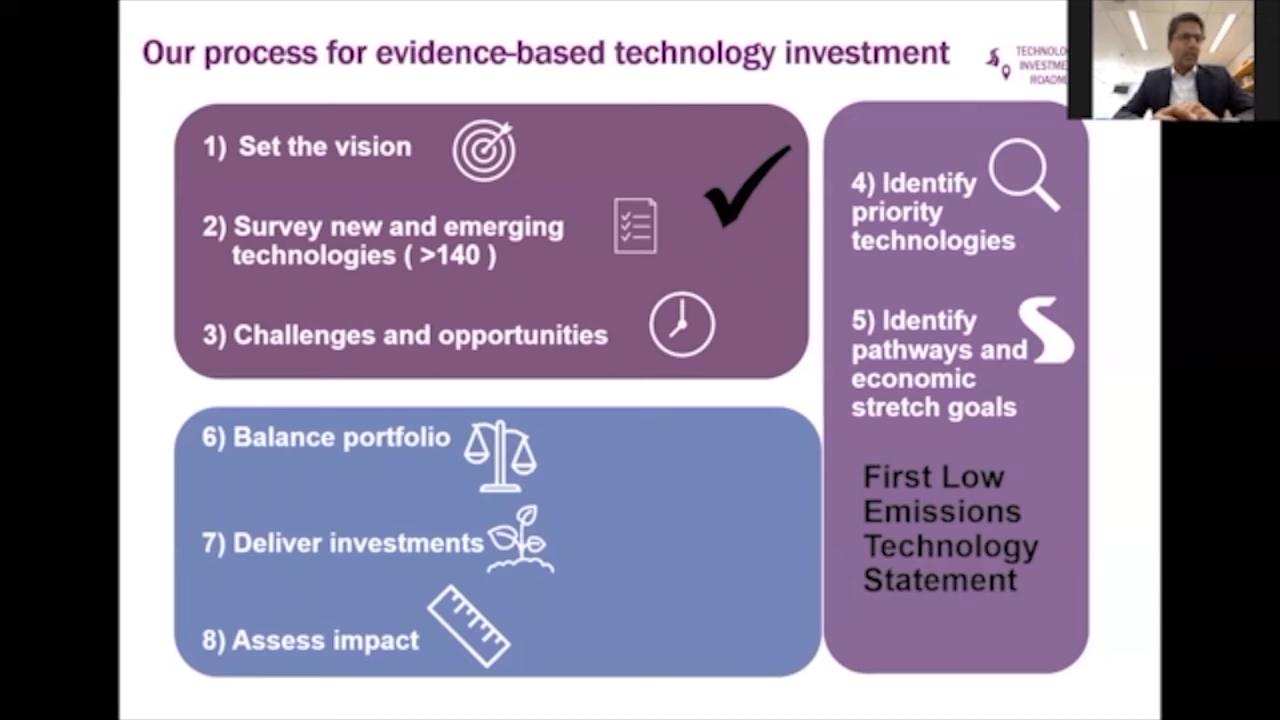 Our process for evidence-based technology investment
1) Set the vision
2) Survey new and emerging
technologies ( >140 )
3) Challenges and opportunities
4) Identify
priority
technologies
5) Identify
pathways and
economic
stretch goals
First Low
Emissions
Technology
Statement
6) Balance portfolio
7) Deliver investments
8) Assess impact